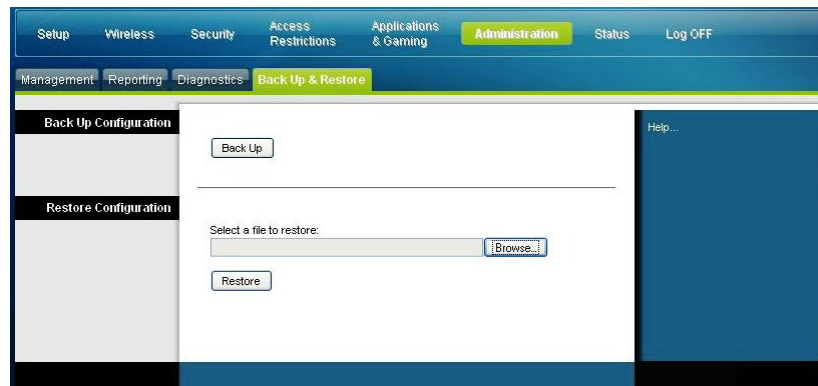 Setup Wireless Security Access Restrictions Applications & Gaming Administration Status Log OFF
Management Reporting Diagnostics Back Up & Restore
Back Up Configuration
Help...
Back Up
Restore Configuration
Select a file to restore:
Browse...
Restore